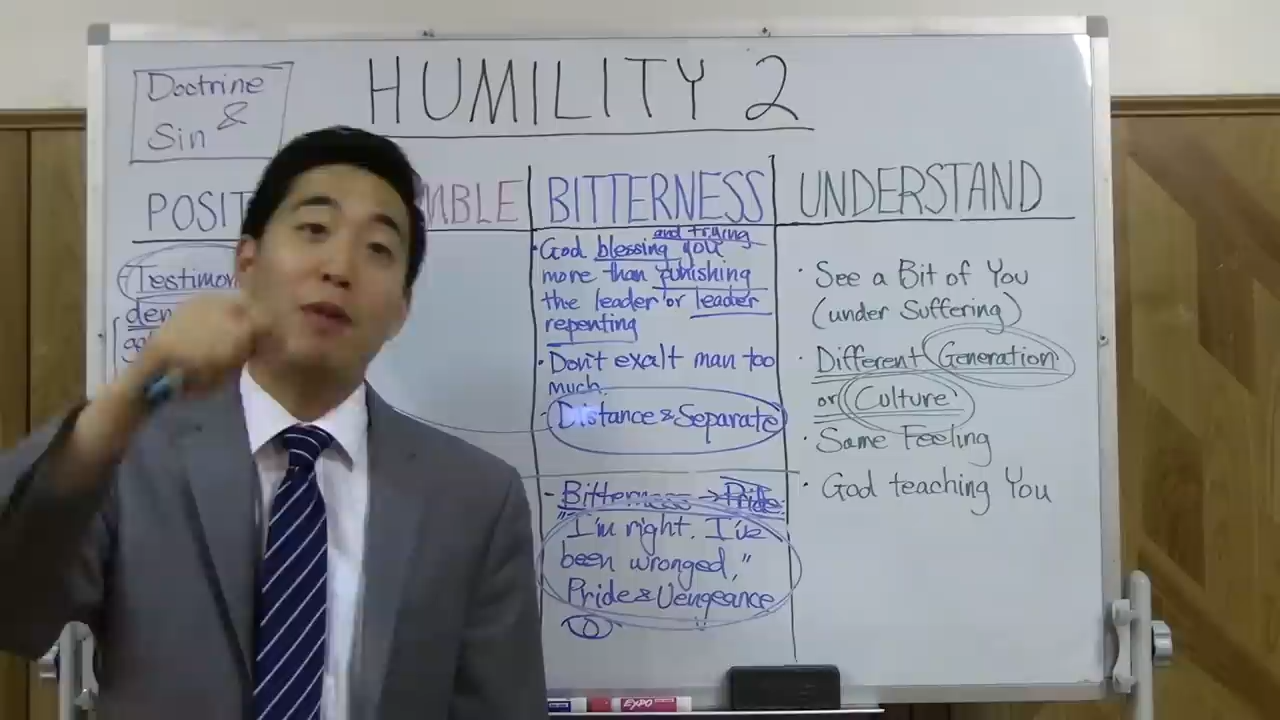 Doctrine
&
Sin
HUMILITY 2
POSIT
MBLE
BITTERNESS
UNDERSTAND
Testimon
den
and trying
God blessing you
more than punishing
the leader or leader
repenting
· Don't exalt man too
much.
Distance & Separate
- Bitterness → Pride.
"I'm right. I've
been wronged,"
Pride & Vengeance
· See a Bit of You
(under Suffering)
· Different Generation
or Culture
· Same Feeling
· God teaching You
EXPO